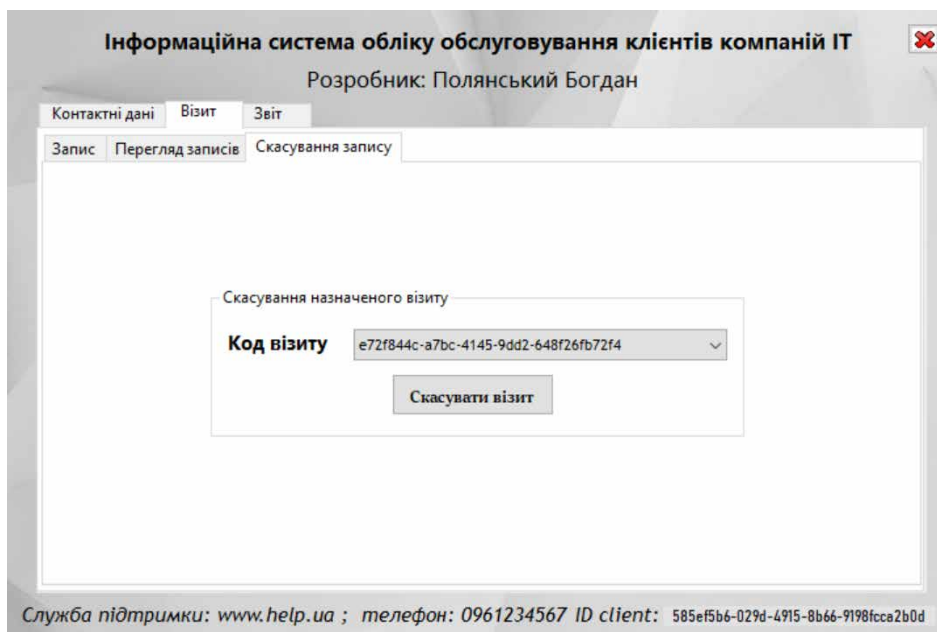 Інформаційна система обліку обслуговування клієнтів компаній ІТ
Розробник: Полянський Богдан
Контактні дані Візит Звіт
Запис Перегляд записів Скасування запису
Скасування назначеного візиту
Код візиту e72f844c-a7bc-4145-9dd2-648f26fb72f4
Скасувати візит
Служба підтримки: www.help.ua ; телефон: 0961234567 ID client: 585ef5b6-029d-4915-8b66-9198fcca2b0d